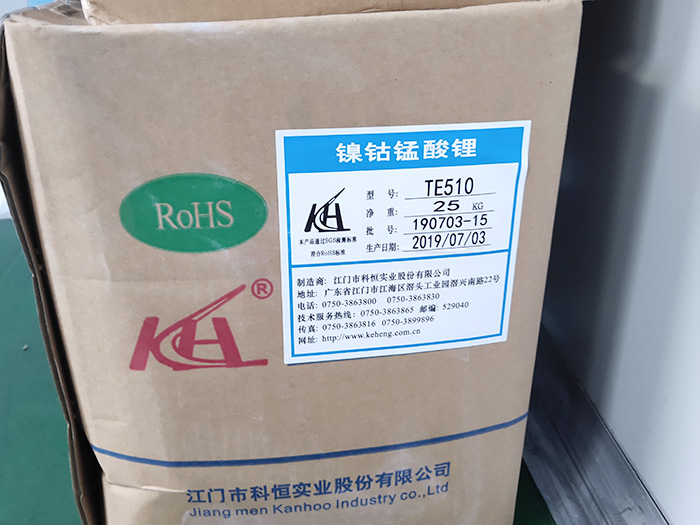 RoHS
KHL
®
镍钴锰酸锂
KHL
本产品通过SGS检测标准
符合RoHS标准
型 号: TE510
净 重: 25 KG
批 号: 190703-15
生产日期: 2019/07/03
制造商: 江门市科恒实业股份有限公司
地址: 广东省江门市江海区滘头工业园滘兴南路22号
电话: 0750-3863800 0750-3863830
技术服务热线: 0750-3863865 邮编: 529040
传真: 0750-3863816 0750-3899896
网址: http://www.keheng.com.cn
江门市科恒实业股份有限公司
Jiang men Kanhoo Industry co.,Ltd